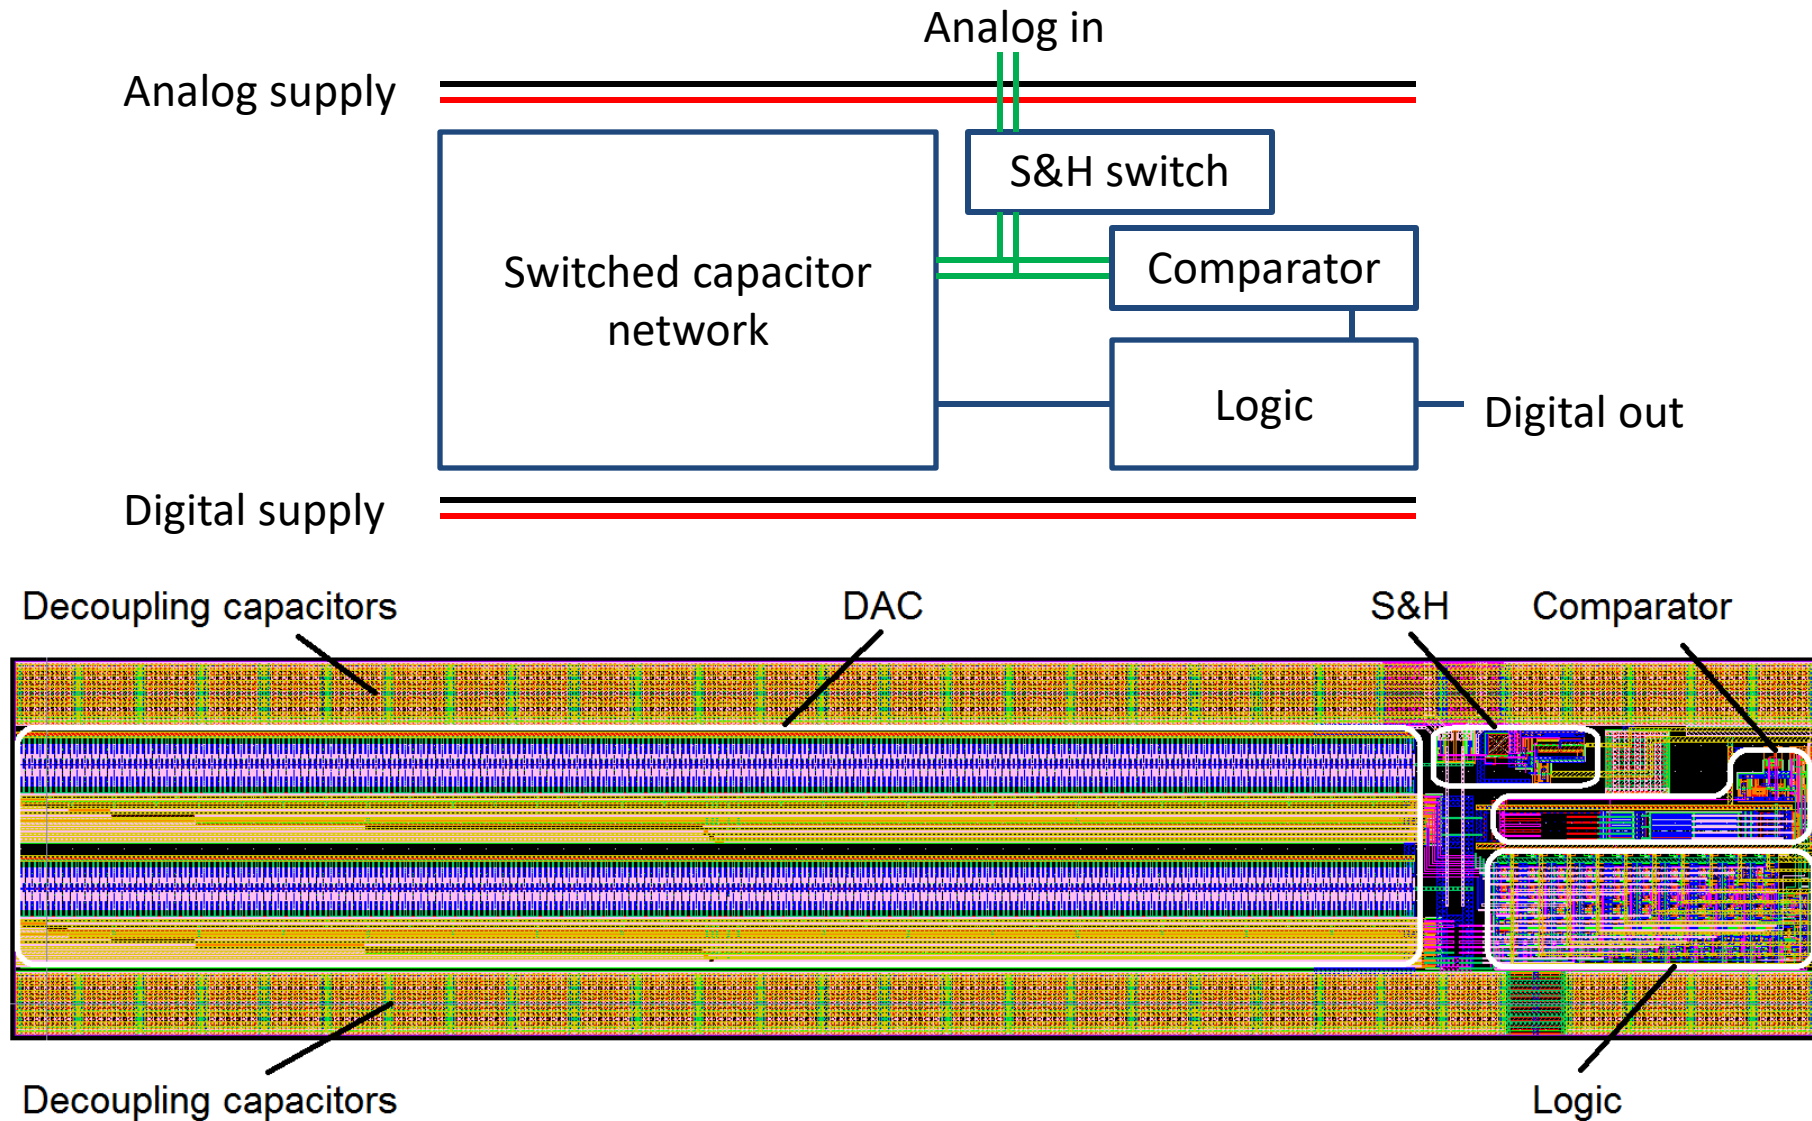 Analog in
Analog supply
S&H switch
Switched capacitor
network
Comparator
Logic
Digital out
Digital supply
Decoupling capacitors
DAC
S&H
Comparator
Decoupling capacitors
Logic